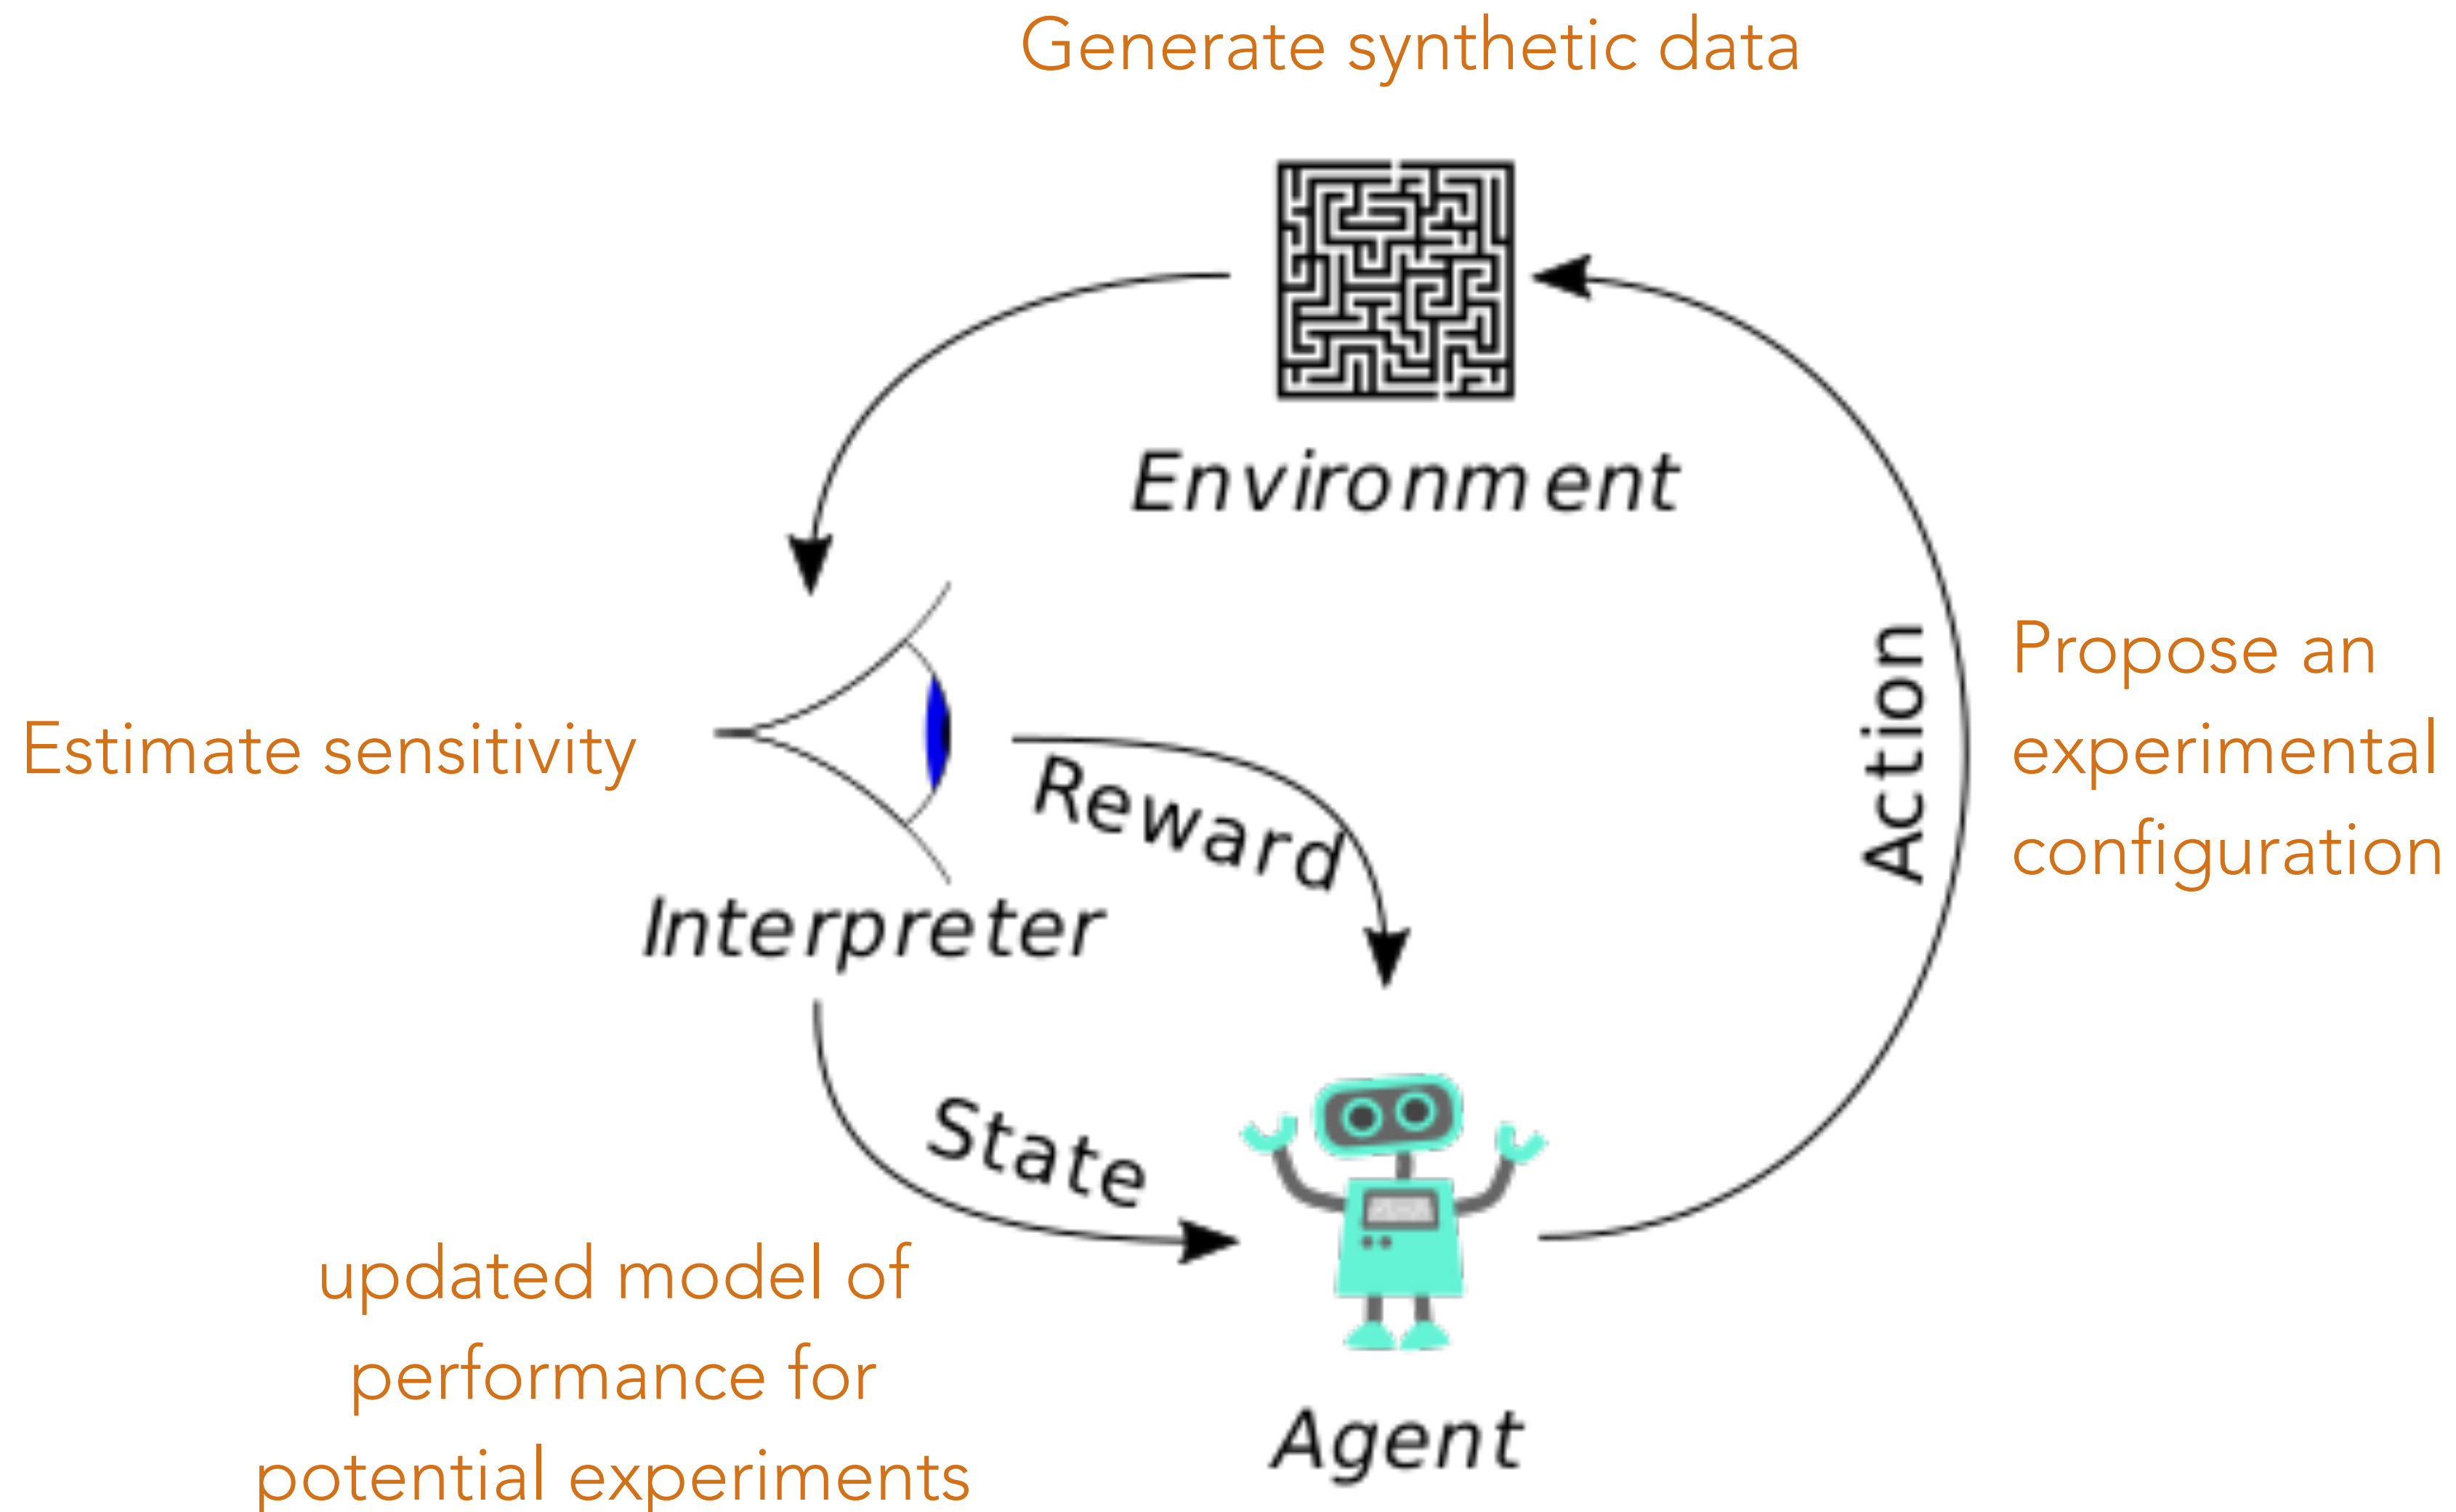 Generate synthetic data
Environment
Propose an
experimental
configuration
Action
Estimate sensitivity
Reward
Interpreter
State
updated model of
performance for
potential experiments
Agent